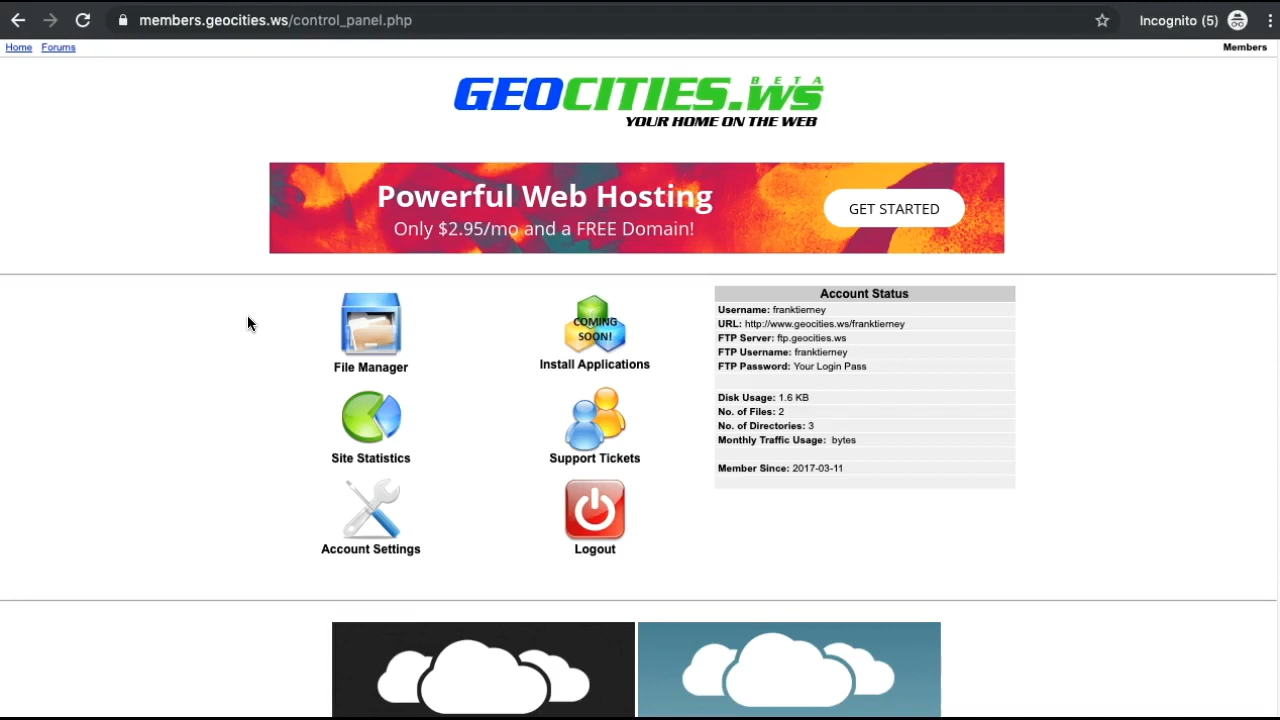 members.geocities.ws/control_panel.php
Incognito (5)
Home Forums
Members
BETA
GEOCITIES.WS
YOUR HOME ON THE WEB
Powerful Web Hosting
Only $2.95/mo and a FREE Domain!
GET STARTED
File Manager
COMING
SOON!
Install Applications
Site Statistics
Support Tickets
Account Settings
Logout
Account Status
Username: franktierney
URL: http://www.geocities.ws/franktierney
FTP Server: ftp.geocities.ws
FTP Username: franktierney
FTP Password: Your Login Pass
Disk Usage: 1.6 KB
No. of Files: 2
No. of Directories: 3
Monthly Traffic Usage: bytes
Member Since: 2017-03-11